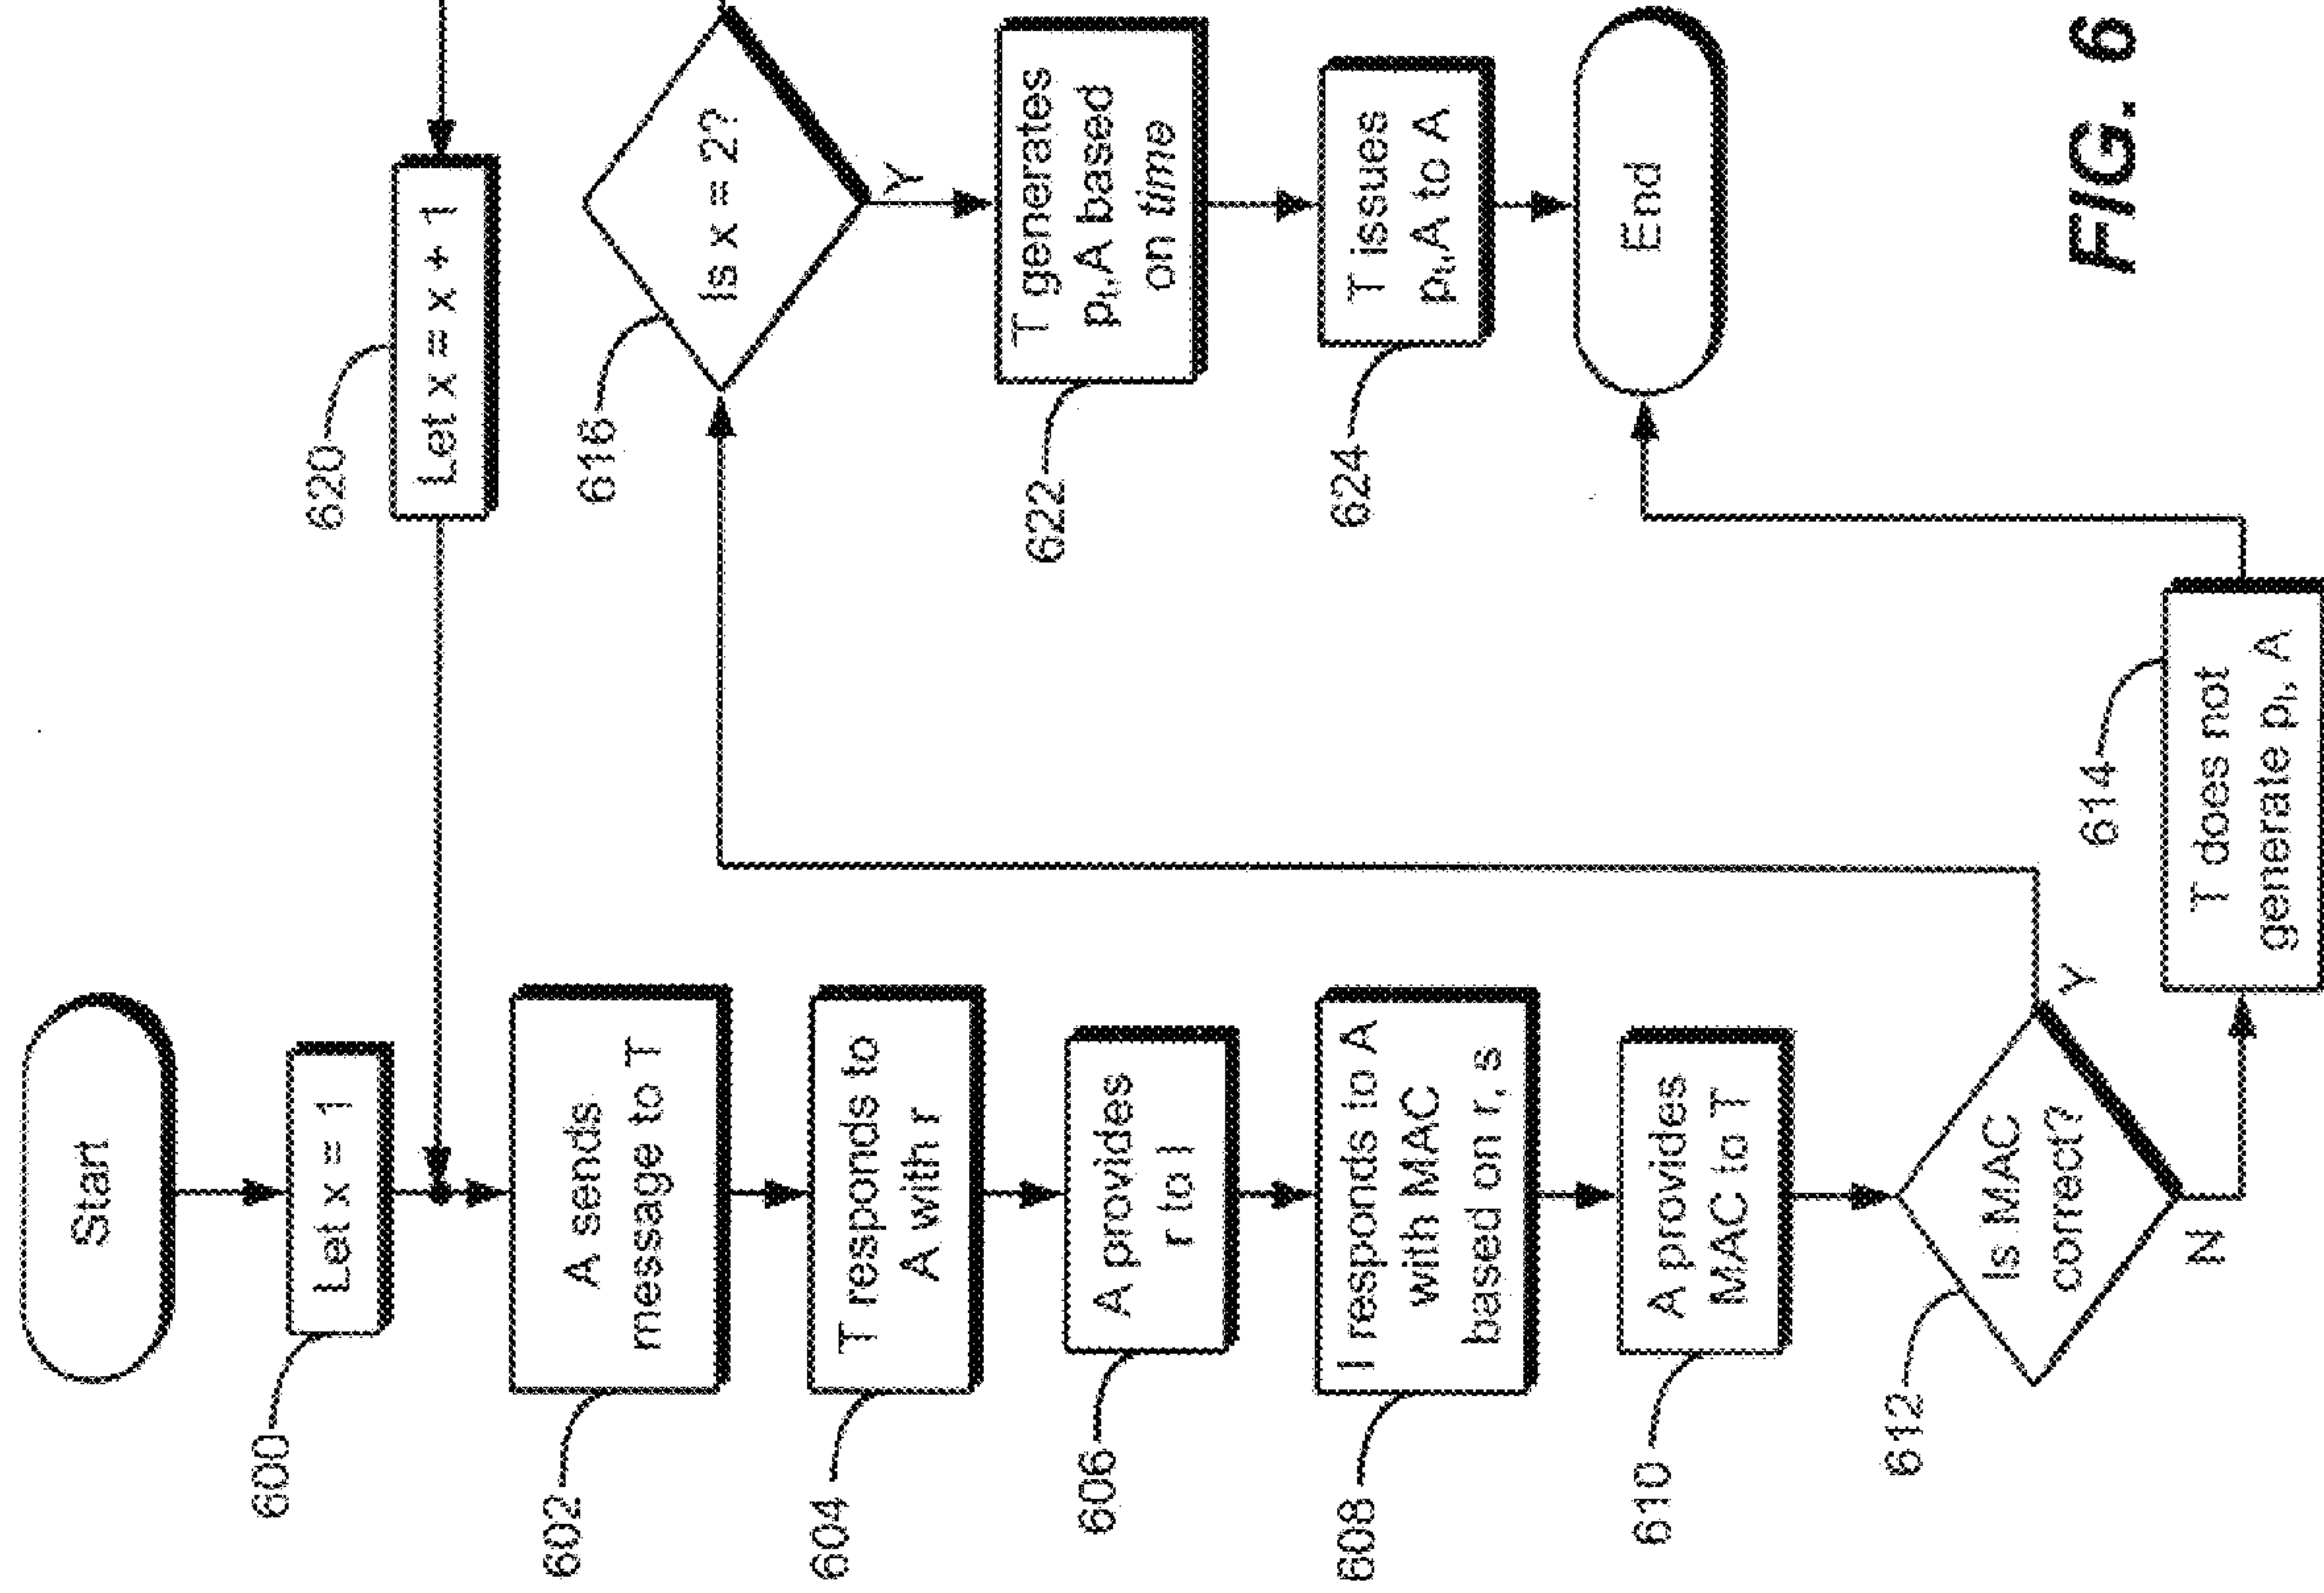 Start
600
Let x = 1
602
A sends
message to T
604
T responds to
A with r
606
A provides
r to I
608
I responds to A
with MAC
based on r, s
610
A provides
MAC to T
612
Is MAC
correct?
Y
N
614
T does not
generate pₜ, A
620
Let x = x + 1
616
Is x = 2?
Y
622
T generates
pₜ,A based
on time
624
T issues
pₜ,A to A
End
FIG. 6